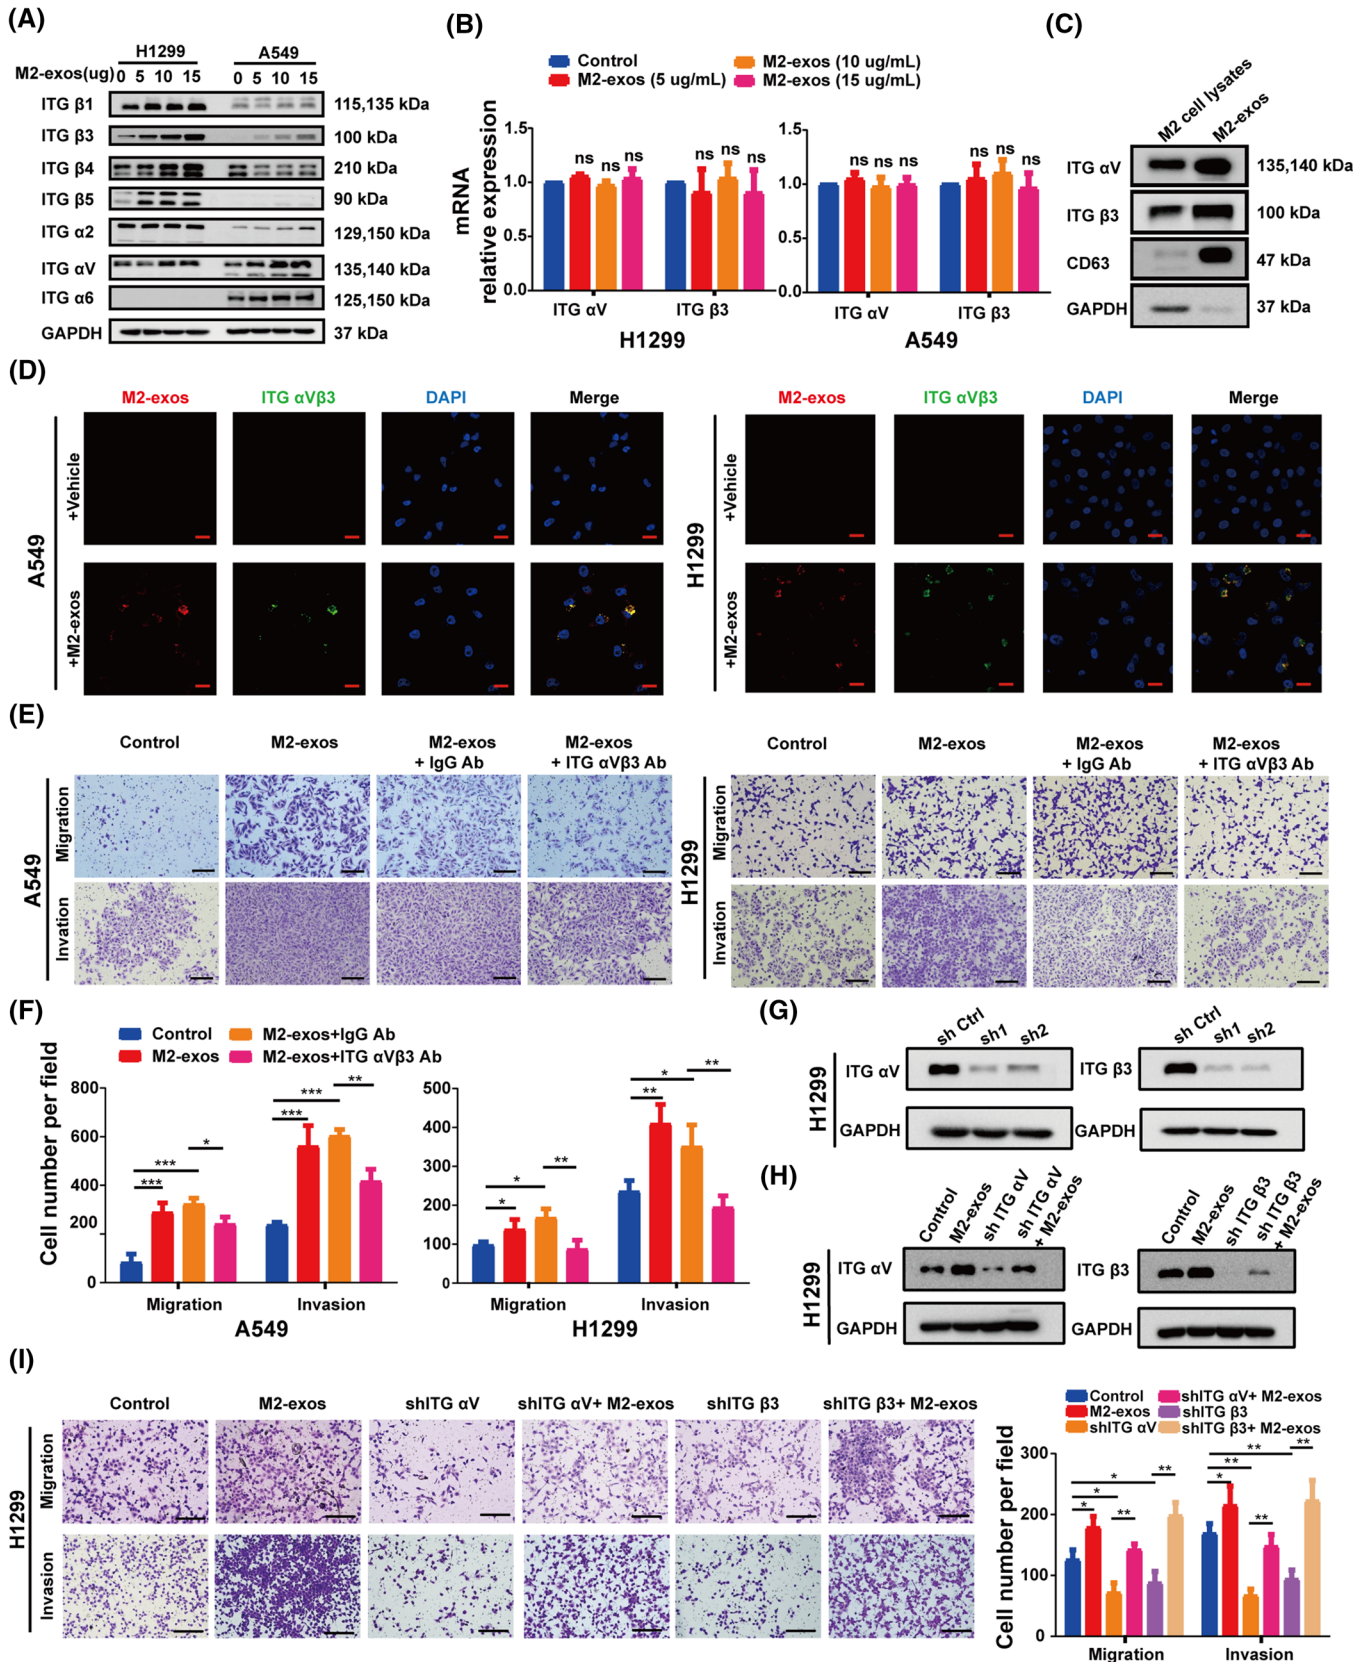 (A)
H1299 A549
M2-exos(ug) 0 5 10 15 0 5 10 15
ITG β1 115,135 kDa
ITG β3 100 kDa
ITG β4 210 kDa
ITG β5 90 kDa
ITG α2 129,150 kDa
ITG αV 135,140 kDa
ITG α6 125,150 kDa
GAPDH 37 kDa
(B)
Control M2-exos (10 ug/mL)
M2-exos (5 ug/mL) M2-exos (15 ug/mL)
mRNA
relative expression
1.5
1.0
0.5
0.0
ns ns ns ns ns ns
ITG αV ITG β3
H1299
1.5
1.0
0.5
0.0
ns ns ns ns ns ns
ITG αV ITG β3
A549
(C)
M2 cell lysates
M2-exos
ITG αV 135,140 kDa
ITG β3 100 kDa
CD63 47 kDa
GAPDH 37 kDa
(D)
M2-exos ITG αVβ3 DAPI Merge
A549
+Vehicle
+M2-exos
M2-exos ITG αVβ3 DAPI Merge
H1299
+Vehicle
+M2-exos
(E)
Control M2-exos M2-exos + IgG Ab M2-exos + ITG αVβ3 Ab
A549
Migration
Invation
Control M2-exos M2-exos + IgG Ab M2-exos + ITG αVβ3 Ab
H1299
Migration
Invation
(F)
Control M2-exos+IgG Ab
M2-exos M2-exos+ITG αVβ3 Ab
Cell number per field
800
600
400
200
0
*** *** * *** *** **
Migration Invasion
A549
500
400
300
200
100
0
* * ** ** * **
Migration Invasion
H1299
(G)
H1299
sh Ctrl sh1 sh2
ITG αV
GAPDH
sh Ctrl sh1 sh2
ITG β3
GAPDH
(H)
H1299
Control
M2-exos
sh ITG αV
sh ITG αV
+ M2-exos
ITG αV
GAPDH
Control
M2-exos
sh ITG β3
sh ITG β3
+ M2-exos
ITG β3
GAPDH
(I)
Control M2-exos shITG αV shITG αV+ M2-exos shITG β3 shITG β3+ M2-exos
H1299
Migration
Invasion
Control shITG αV+ M2-exos
M2-exos shITG β3
shITG αV shITG β3+ M2-exos
Cell number per field
300
200
100
0
* * * ** ** * ** ** ** **
Migration Invasion